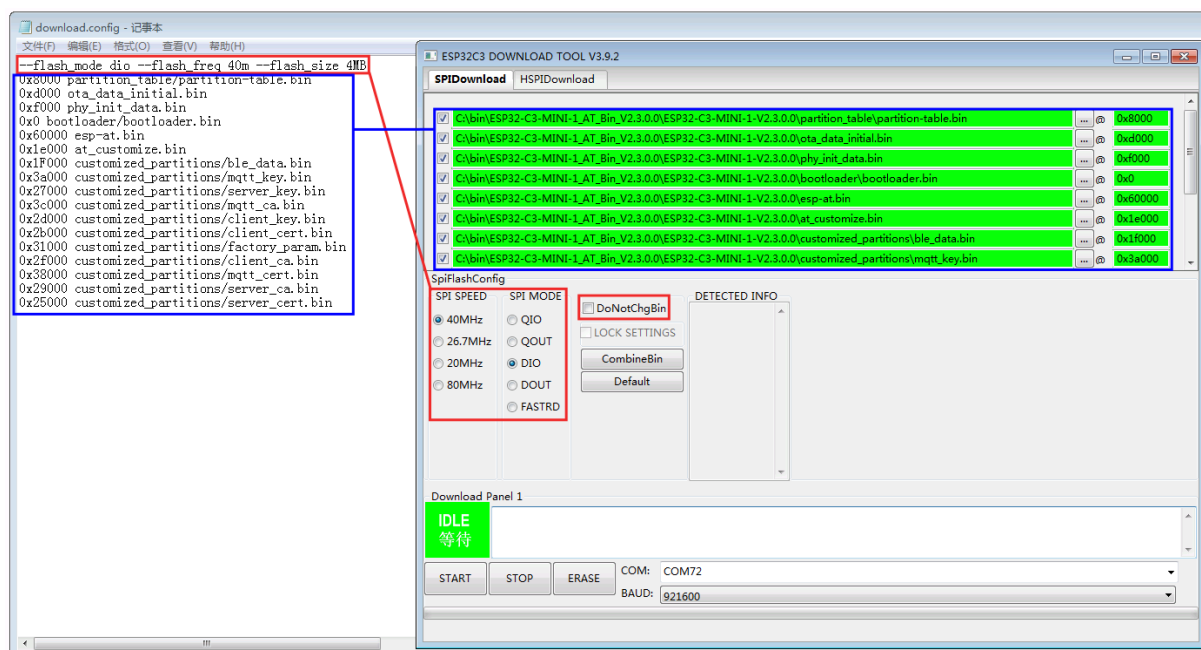 download.config - 记事本
文件(F) 编辑(E) 格式(O) 查看(V) 帮助(H)
--flash_mode dio --flash_freq 40m --flash_size 4MB
0x8000 partition_table/partition-table.bin
0xd000 ota_data_initial.bin
0xf000 phy_init_data.bin
0x0 bootloader/bootloader.bin
0x60000 esp-at.bin
0x1e000 at_customize.bin
0x1F000 customized_partitions/ble_data.bin
0x3a000 customized_partitions/mqtt_key.bin
0x27000 customized_partitions/server_key.bin
0x3c000 customized_partitions/mqtt_ca.bin
0x2d000 customized_partitions/client_key.bin
0x2b000 customized_partitions/client_cert.bin
0x31000 customized_partitions/factory_param.bin
0x2f000 customized_partitions/client_ca.bin
0x38000 customized_partitions/mqtt_cert.bin
0x29000 customized_partitions/server_ca.bin
0x25000 customized_partitions/server_cert.bin
ESP32C3 DOWNLOAD TOOL V3.9.2
SPIDownload HSPIDownload
C:\bin\ESP32-C3-MINI-1_AT_Bin_V2.3.0.0\ESP32-C3-MINI-1-V2.3.0.0\partition_table\partition-table.bin ... @ 0x8000
C:\bin\ESP32-C3-MINI-1_AT_Bin_V2.3.0.0\ESP32-C3-MINI-1-V2.3.0.0\ota_data_initial.bin ... @ 0xd000
C:\bin\ESP32-C3-MINI-1_AT_Bin_V2.3.0.0\ESP32-C3-MINI-1-V2.3.0.0\phy_init_data.bin ... @ 0xf000
C:\bin\ESP32-C3-MINI-1_AT_Bin_V2.3.0.0\ESP32-C3-MINI-1-V2.3.0.0\bootloader\bootloader.bin ... @ 0x0
C:\bin\ESP32-C3-MINI-1_AT_Bin_V2.3.0.0\ESP32-C3-MINI-1-V2.3.0.0\esp-at.bin ... @ 0x60000
C:\bin\ESP32-C3-MINI-1_AT_Bin_V2.3.0.0\ESP32-C3-MINI-1-V2.3.0.0\at_customize.bin ... @ 0x1e000
C:\bin\ESP32-C3-MINI-1_AT_Bin_V2.3.0.0\ESP32-C3-MINI-1-V2.3.0.0\customized_partitions\ble_data.bin ... @ 0x1f000
C:\bin\ESP32-C3-MINI-1_AT_Bin_V2.3.0.0\ESP32-C3-MINI-1-V2.3.0.0\customized_partitions\mqtt_key.bin ... @ 0x3a000
SpiFlashConfig
SPI SPEED SPI MODE DETECTED INFO
DoNotChgBin
40MHz QIO
LOCK SETTINGS
26.7MHz QOUT
20MHz DIO CombineBin
80MHz DOUT Default
FASTRD
Download Panel 1
IDLE
等待
START STOP ERASE
COM: COM72
BAUD: 921600